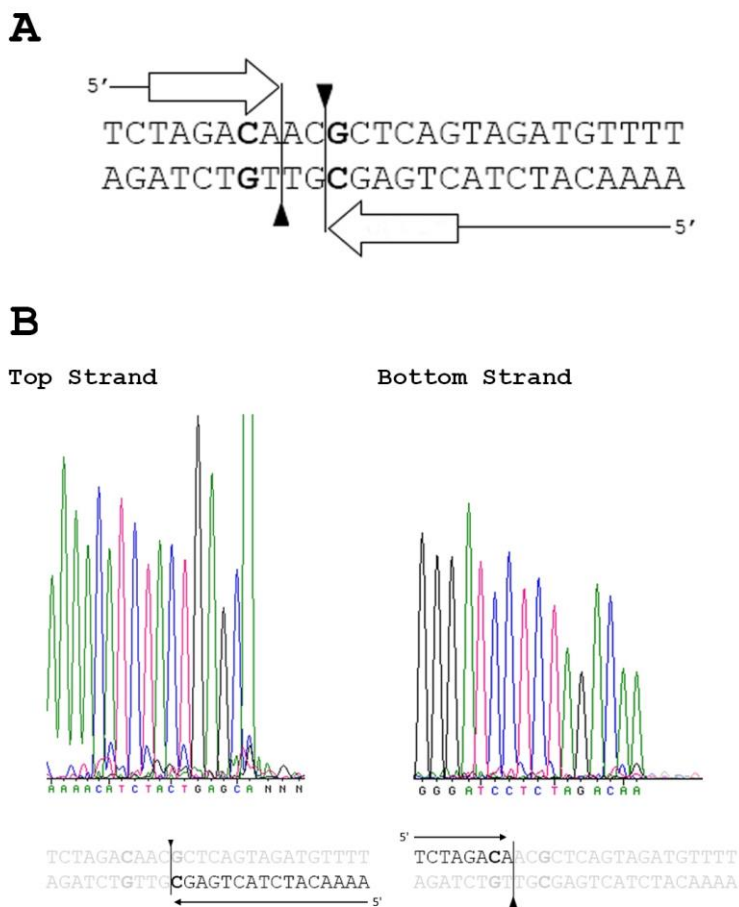 A
5'
TCTAGACAACGCTCAGTAGATGTTTT
AGATCTGTTGCGAGTCATCTACAAAA
5'
B
Top Strand
Bottom Strand
AAAACATCTACTGAGCANNN
GGGATCCTCTAGACAA
TCTAGACAACGCTCAGTAGATGTTTT
AGATCTGTTGCGAGTCATCTACAAAA
5'
5'
TCTAGACAACGCTCAGTAGATGTTTT
AGATCTGTTGCGAGTCATCTACAAAA